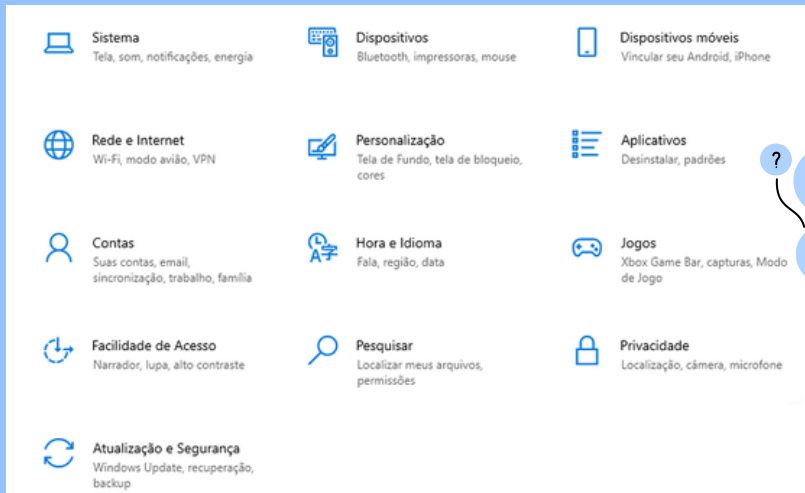 Sistema
Tela, som, notificações, energia
Dispositivos
Bluetooth, impressoras, mouse
Dispositivos móveis
Vincular seu Android, iPhone
Rede e Internet
Wi-Fi, modo avião, VPN
Personalização
Tela de Fundo, tela de bloqueio,
cores
Aplicativos
Desinstalar, padrões
?
Contas
Suas contas, email,
sincronização, trabalho, família
Hora e Idioma
Fala, região, data
Jogos
Xbox Game Bar, capturas, Modo
de Jogo
Facilidade de Acesso
Narrador, lupa, alto contraste
Pesquisar
Localizar meus arquivos,
permissões
Privacidade
Localização, câmera, microfone
Atualização e Segurança
Windows Update, recuperação,
backup